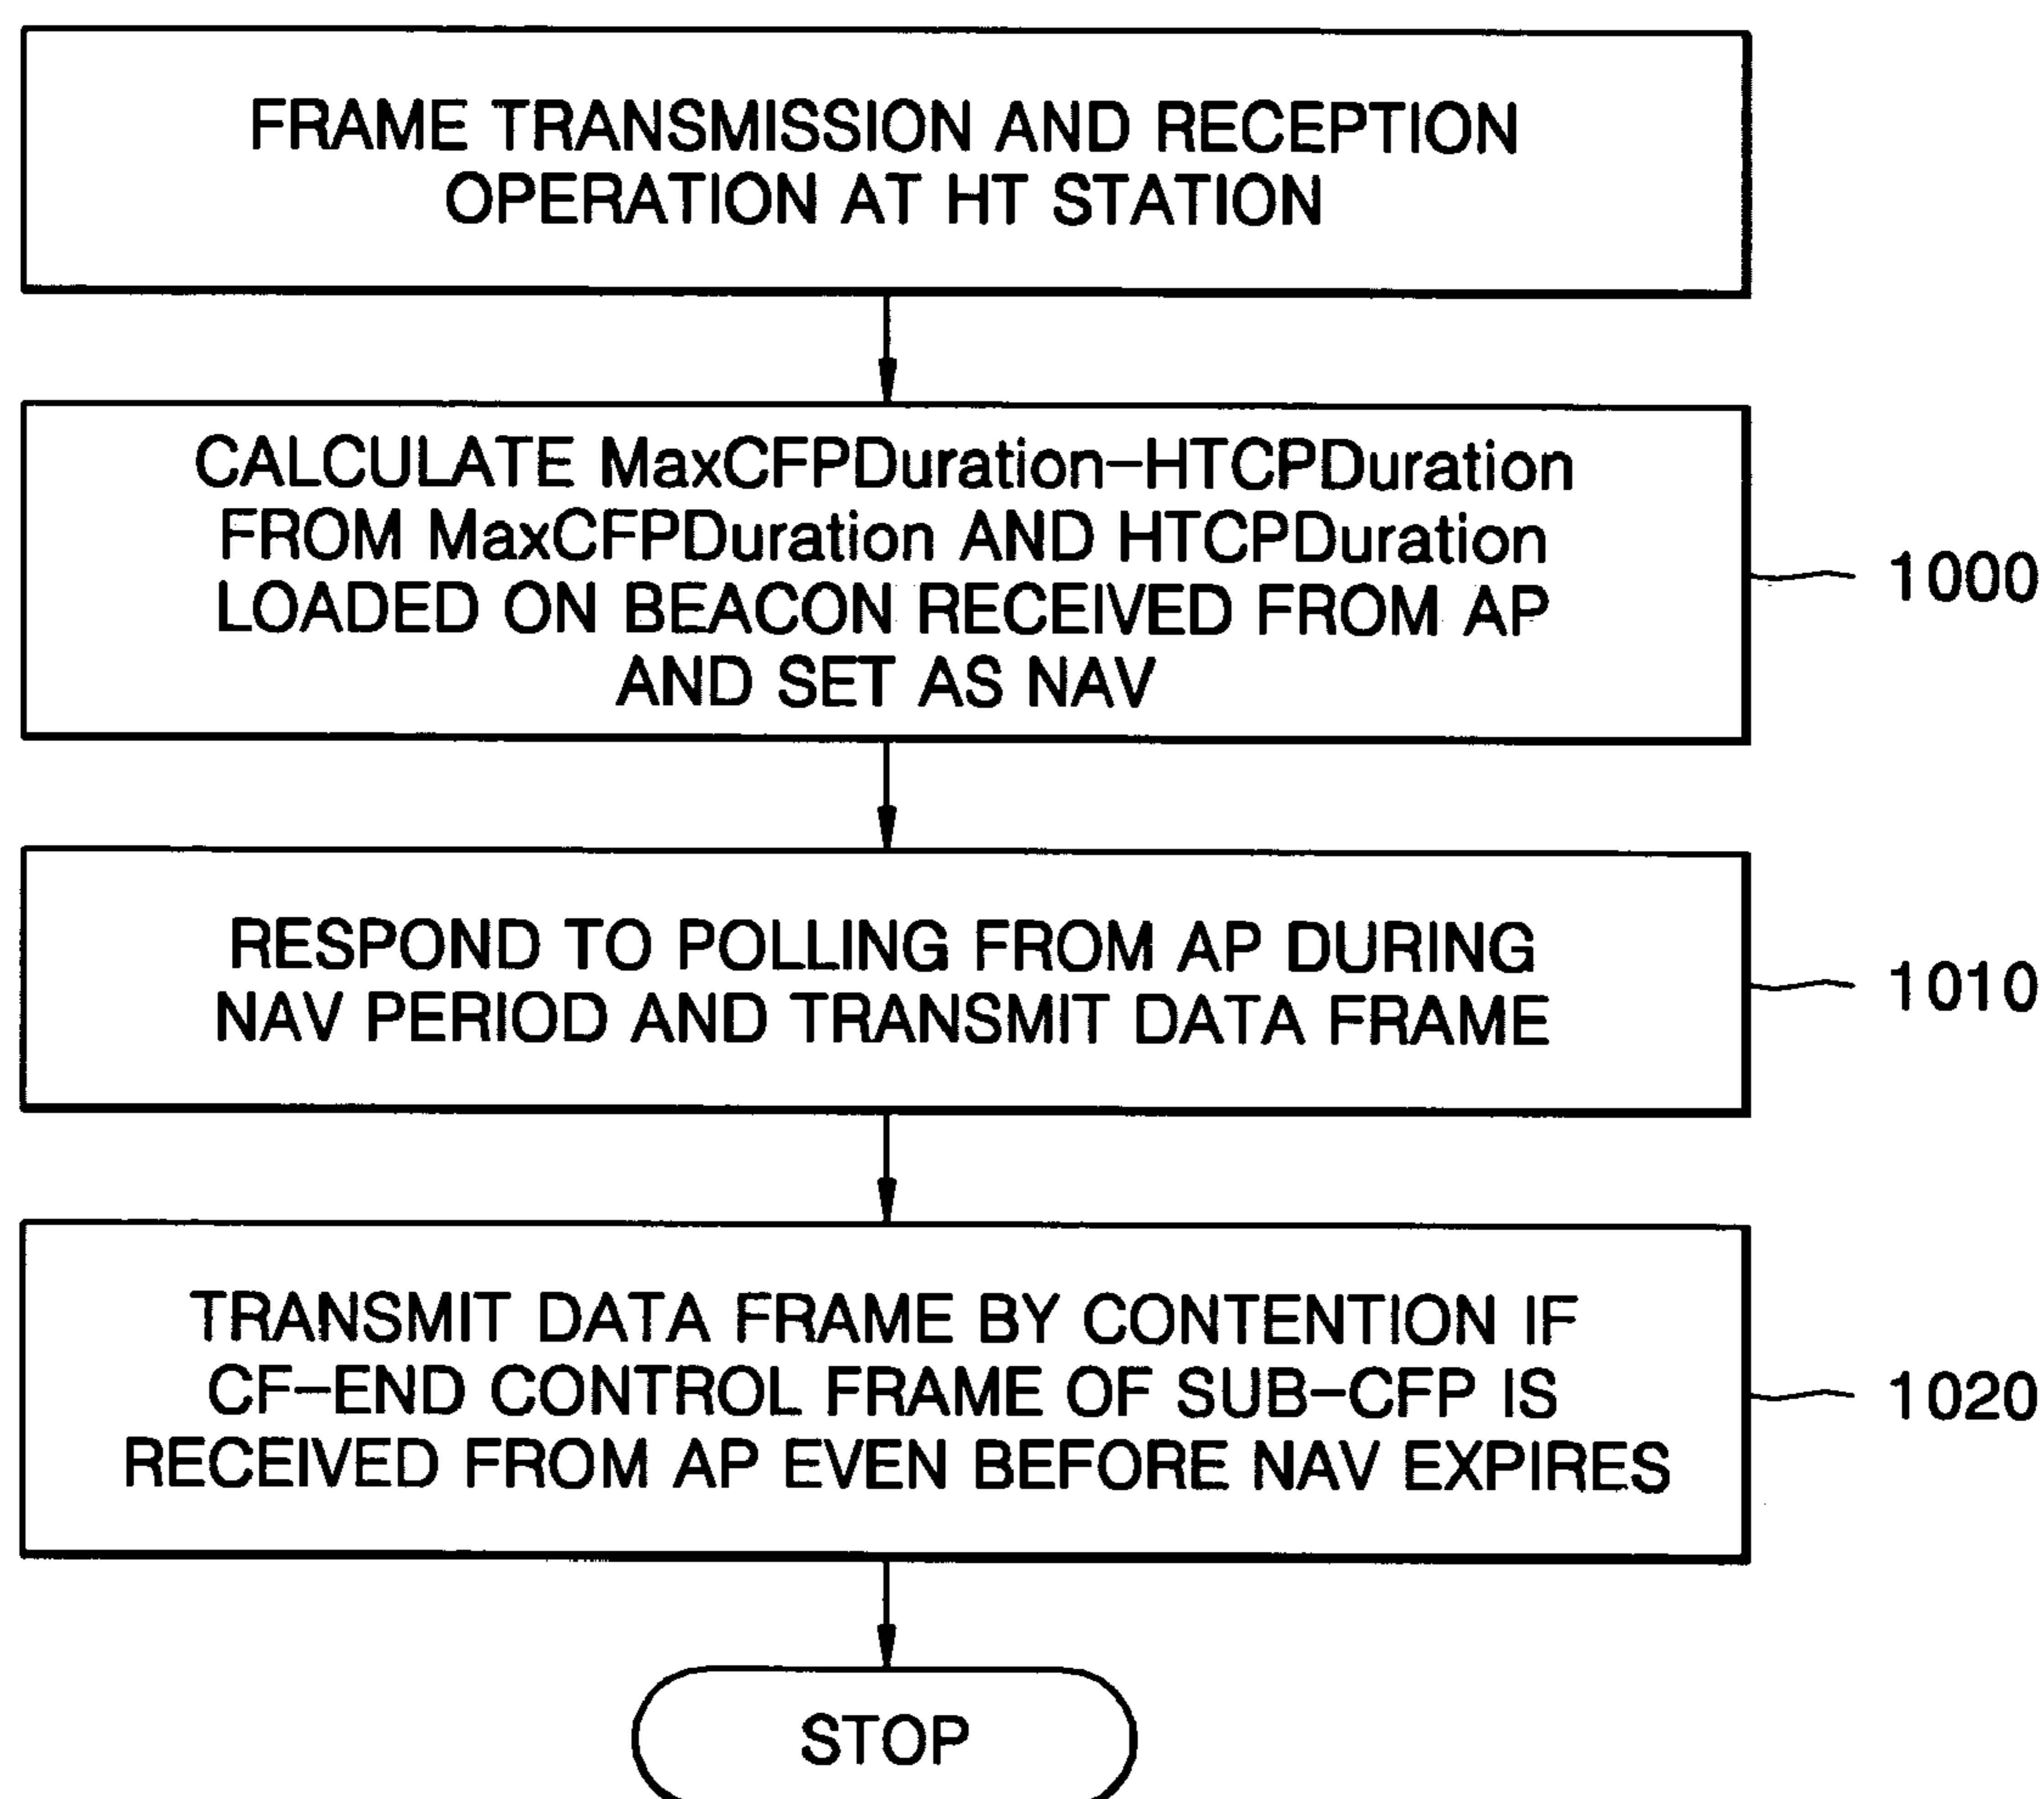 FRAME TRANSMISSION AND RECEPTION
OPERATION AT HT STATION
CALCULATE MaxCFPDuration-HTCPDuration
FROM MaxCFPDuration AND HTCPDuration
LOADED ON BEACON RECEIVED FROM AP
AND SET AS NAV
1000
RESPOND TO POLLING FROM AP DURING
NAV PERIOD AND TRANSMIT DATA FRAME
1010
TRANSMIT DATA FRAME BY CONTENTION IF
CF-END CONTROL FRAME OF SUB-CFP IS
RECEIVED FROM AP EVEN BEFORE NAV EXPIRES
1020
STOP